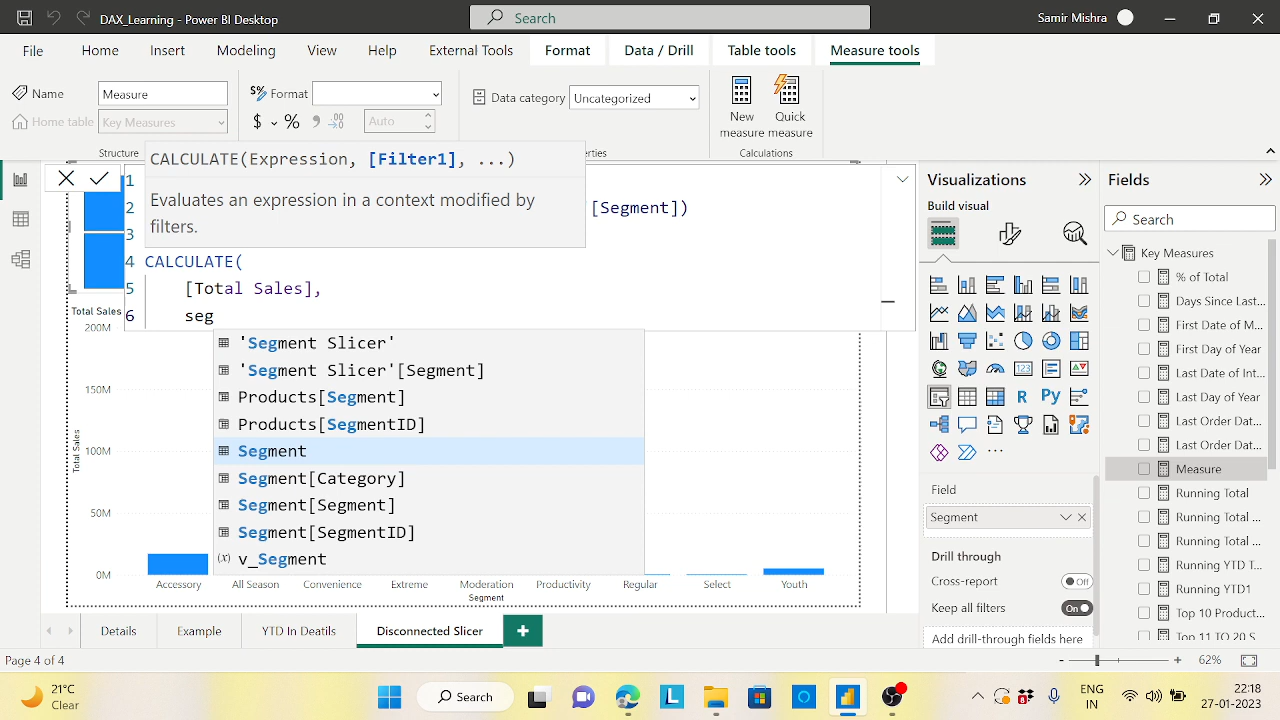 DAX_Learning - Power BI Desktop
Search
Samir Mishra
File
Home
Insert
Modeling
View
Help
External Tools
Format
Data / Drill
Table tools
Measure tools
Name
Measure
Home table
Key Measures
Structure
Format
$
%
Auto
Data category
Uncategorized
New measure
Quick measure
Calculations
CALCULATE(Expression, [Filter1], ...)
Evaluates an expression in a context modified by
filters.
1
2
[Segment])
3
4 CALCULATE(
5 [Total Sales],
6 seg
'Segment Slicer'
'Segment Slicer'[Segment]
Products[Segment]
Products[SegmentID]
Segment
Segment[Category]
Segment[Segment]
Segment[SegmentID]
(x) v_Segment
Total Sales
200M
150M
100M
50M
0M
Total Sales
Accessory
All Season
Convenience
Extreme
Moderation
Productivity
Regular
Select
Youth
Segment
Visualizations
Build visual
123
R
Py
...
Field
Segment
Drill through
Cross-report
Off
Keep all filters
On
Add drill-through fields here
Fields
Search
Key Measures
% of Total
Days Since Last...
First Date of M...
First Day of Year
Last Date of Int...
Last Day of Year
Last Order Dat...
Last Order Dat...
Measure
Running Total
Running Total ...
Running Total ...
Running YTD T...
Running YTD1
Top 10 Product...
Details
Example
YTD In Deatils
Disconnected Slicer
+
Page 4 of 4
- + 62%
21°C
Clear
Search
L
ENG
IN
22:18
27-01-2023